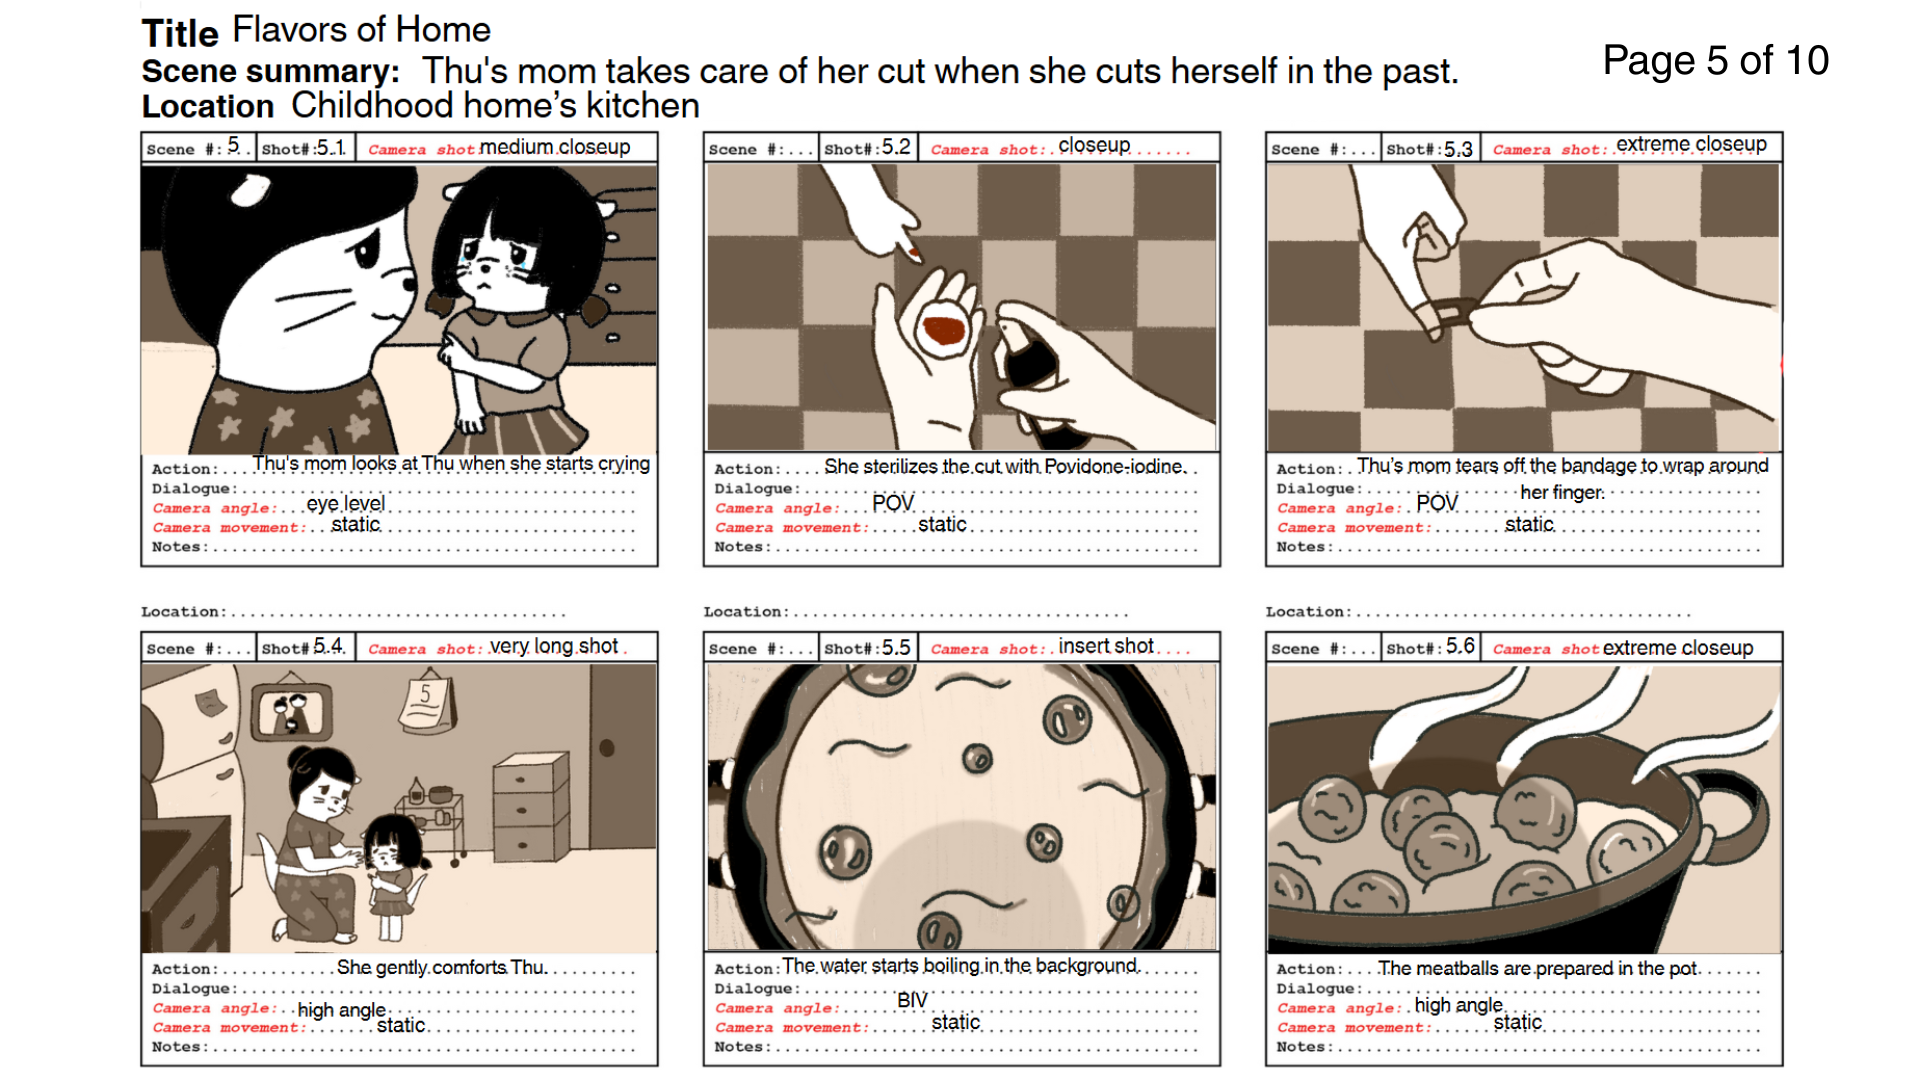 Title Flavors of Home
Page 5 of 10
Scene summary: Thu's mom takes care of her cut when she cuts herself in the past.
Location Childhood home's kitchen
Scene #: 5. . Shot#:5.1. Camera shot:medium closeup
Action:... Thu's mom looks at Thu when she starts crying
Dialogue:
Camera angle:... eye level
Camera movement:.. static
Notes:
Scene #:... Shot#:5.2 Camera shot:. closeup
Action:.... She sterilizes the cut with Povidone-iodine.
Dialogue:
Camera angle:... POV
Camera movement:.... static
Notes:
Scene #:... Shot#:5.3 Camera shot:. extreme closeup
Action:.. Thu's mom tears off the bandage to wrap around
Dialogue: her finger.
Camera angle:. POV
Camera movement: static
Notes:
Location:
Scene #:... Shot#:5.4. Camera shot:. very long shot
Action: She gently comforts Thu.
Dialogue:
Camera angle:.. high angle
Camera movement: static
Notes:
5
Location:
Scene #:... Shot#:5.5 Camera shot:. insert shot
Action: The water starts boiling in the background.
Dialogue:
Camera angle: BIV
Camera movement: static
Notes:
Location:
Scene #:... Shot#:5.6 Camera shot: extreme closeup
Action:.... The meatballs are prepared in the pot
Dialogue:
Camera angle:. high angle
Camera movement: static
Notes: